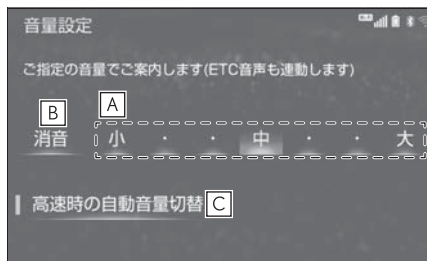 音量設定
ご指定の音量でご案内します(ETC音声も連動します)
B A
消音 小 ・ ・ 中 ・ ・ 大
高速時の自動音量切替 C